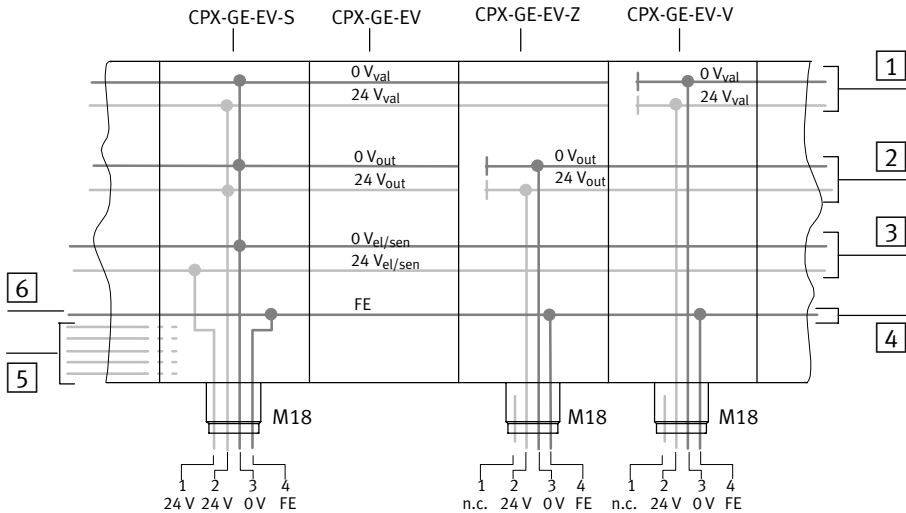 CPX-GE-EV-S CPX-GE-EV CPX-GE-EV-Z CPX-GE-EV-V
0 Vval 0 Vval 1
24 Vval 24 Vval
0 Vout 0 Vout 2
24 Vout 24 Vout
0 Vel/sen 3
24 Vel/sen
6 FE
4
5
M18 M18 M18
1 2 3 4 1 2 3 4 1 2 3 4
24 V 24 V 0 V FE n.c. 24 V 0 V FE n.c. 24 V 0 V FE